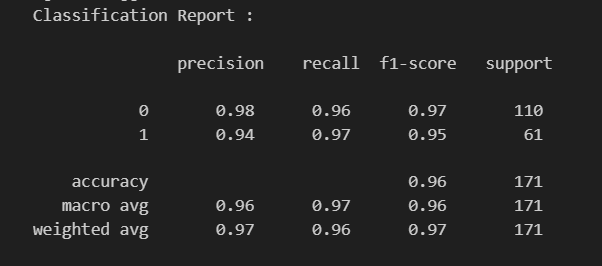 Classification Report :
precision recall f1-score support
0 0.98 0.96 0.97 110
1 0.94 0.97 0.95 61
accuracy 0.96 171
macro avg 0.96 0.97 0.96 171
weighted avg 0.97 0.96 0.97 171